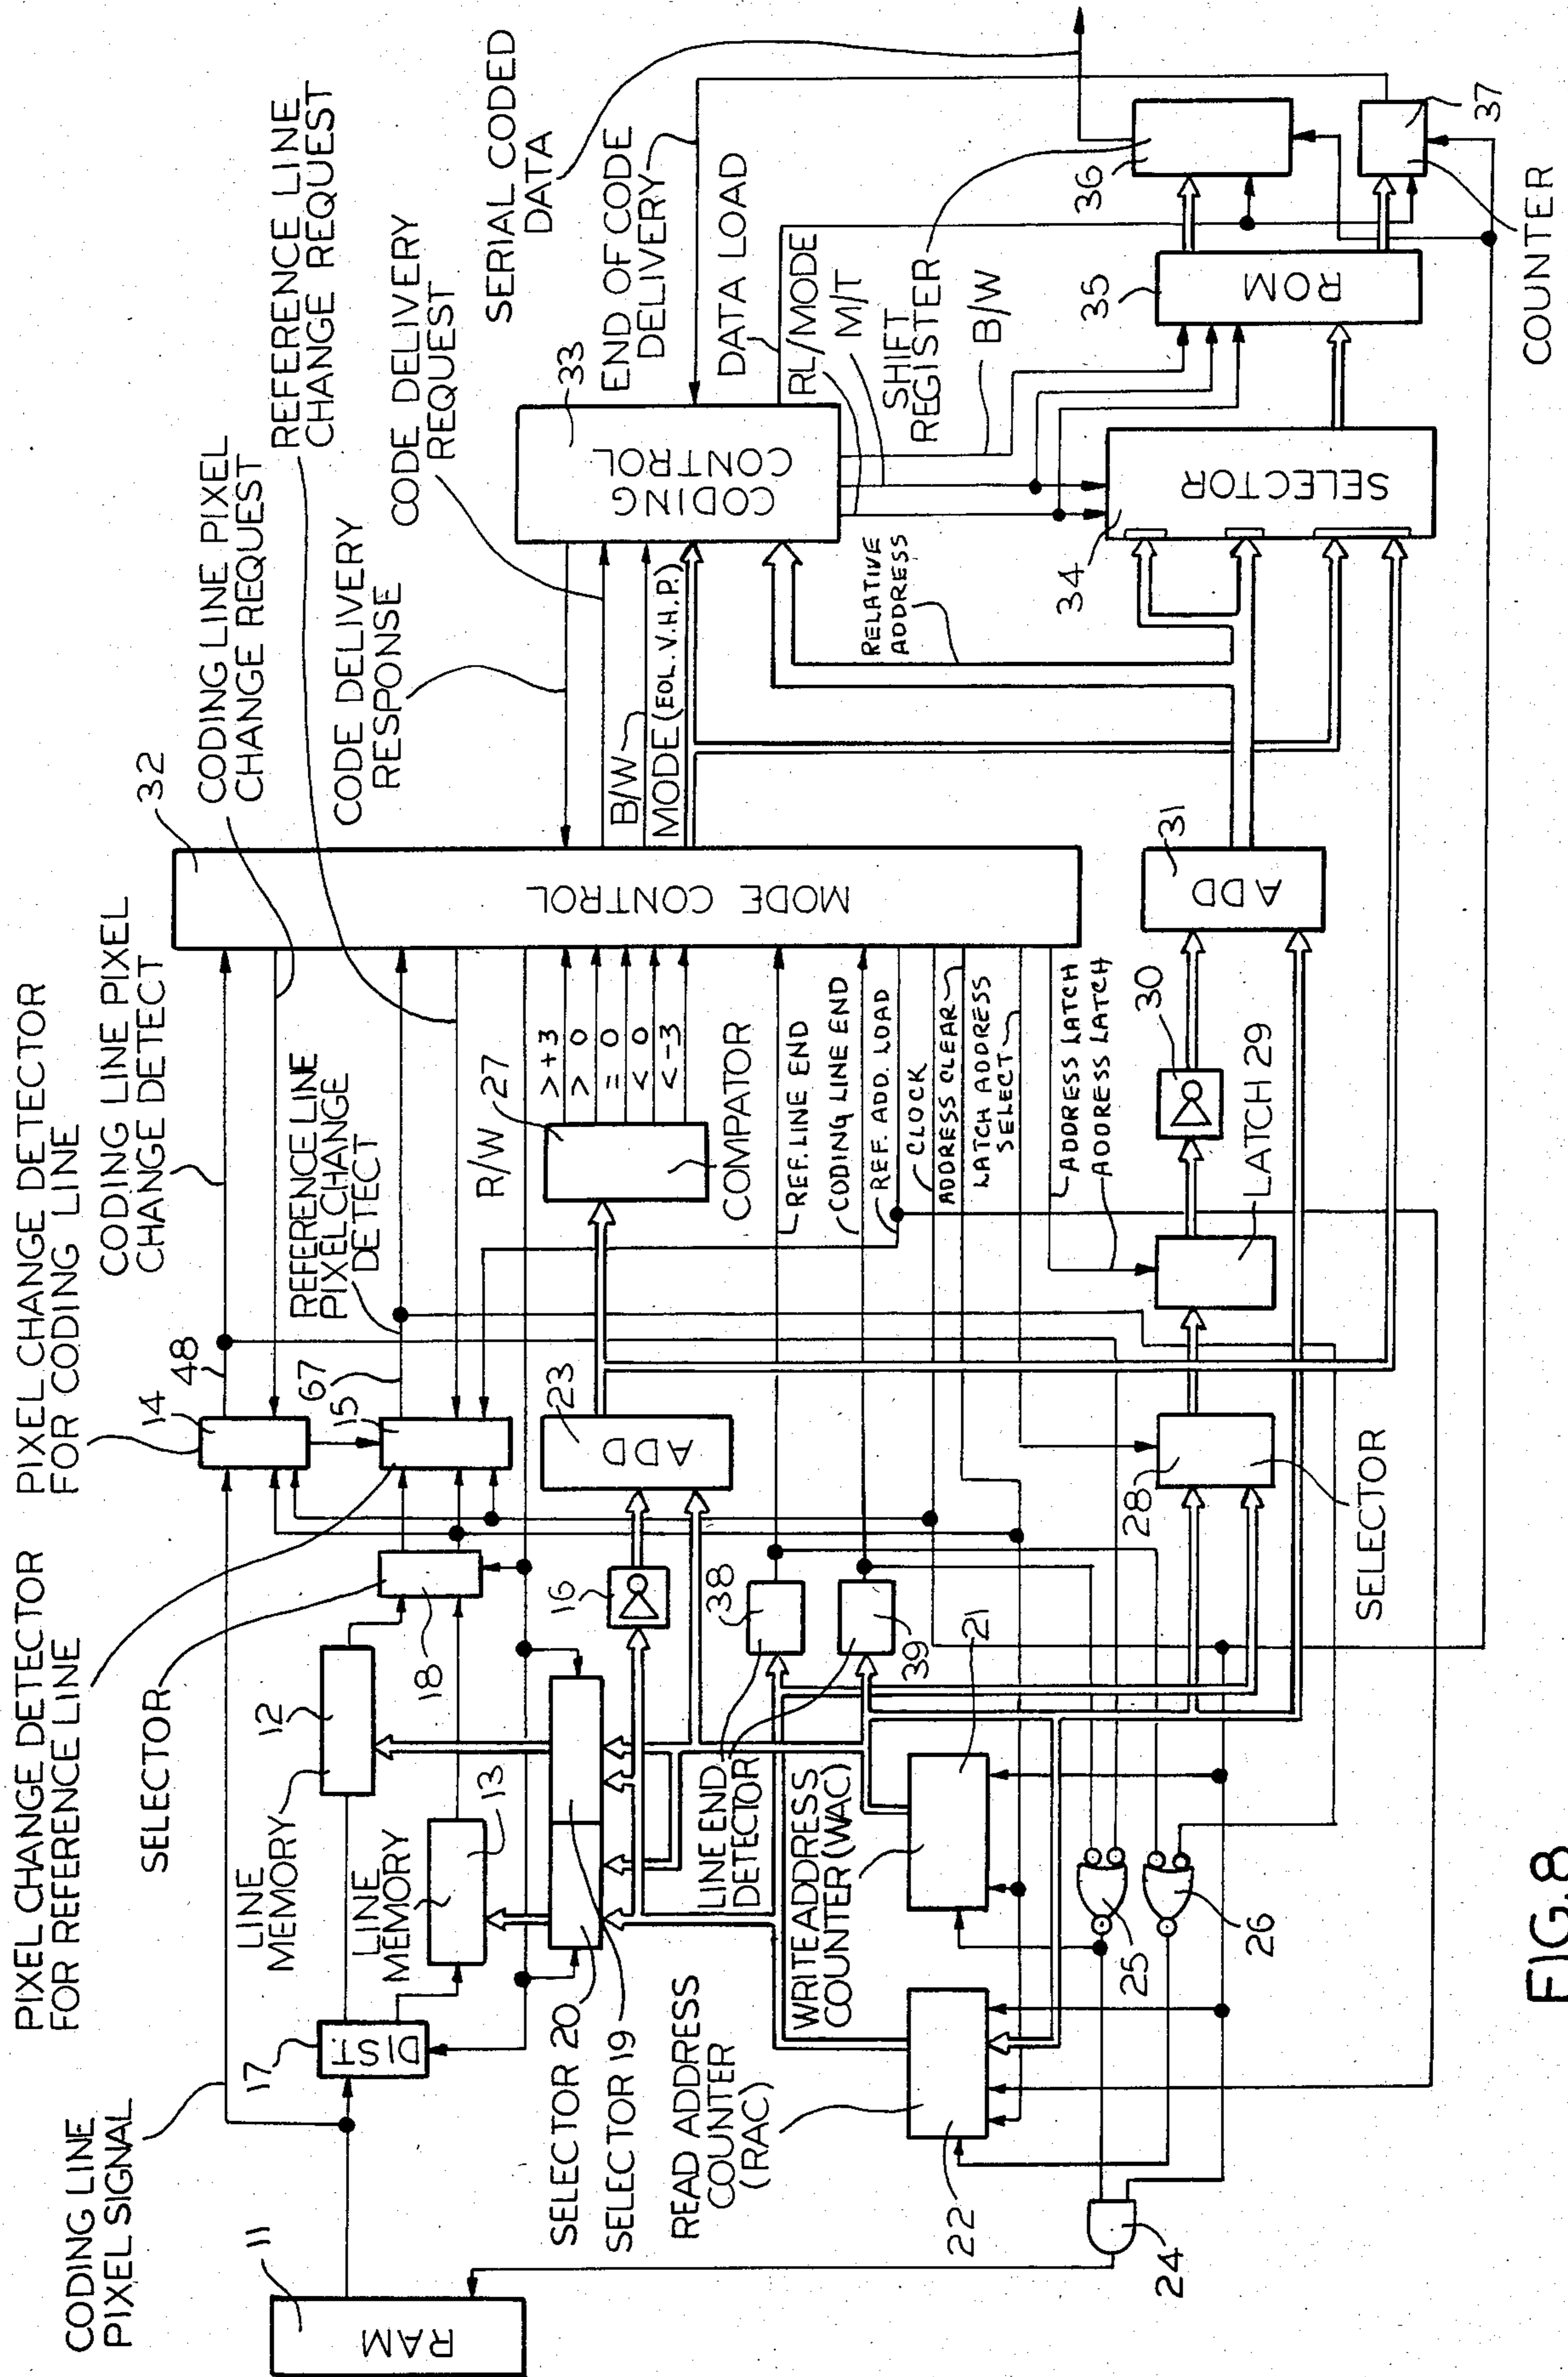 CODING LINE
PIXEL SIGNAL
PIXEL CHANGE DETECTOR
FOR REFERENCE LINE
PIXEL CHANGE DETECTOR
FOR CODING LINE
CODING LINE PIXEL
CHANGE DETECT
32
CODING LINE PIXEL
CHANGE REQUEST
REFERENCE LINE
CHANGE REQUEST
CODE DELIVERY
RESPONSE
CODE DELIVERY
REQUEST
SERIAL CODED
DATA
END OF CODE
DELIVERY
DATA LOAD
RL/MODE
M/T
SHIFT
REGISTER
B/W
11
RAM
17
DIST.
SELECTOR
LINE
MEMORY
12
LINE
MEMORY
13
18
14
48
67
15
REFERENCE LINE
PIXEL CHANGE
DETECT
R/W
27
>+3
> 0
= 0
< 0
<-3
COMPATOR
MODE CONTROL
B/W
MODE (EOL.V.H.P.)
33
CODING
CONTROL
SELECTOR 20
SELECTOR 19
16
23
ADD
READ ADDRESS
COUNTER
(RAC)
WRITE ADDRESS
COUNTER (WAC)
LINE END
DETECTOR
38
39
21
22
REF. LINE END
CODING LINE END
REF. ADD. LOAD
CLOCK
ADDRESS CLEAR
LATCH ADDRESS
SELECT
ADDRESS LATCH
ADDRESS LATCH
RELATIVE
ADDRESS
34
SELECTOR
35
ROM
36
37
COUNTER
24
25
26
28
SELECTOR
LATCH 29
30
31
ADD
FIG.8